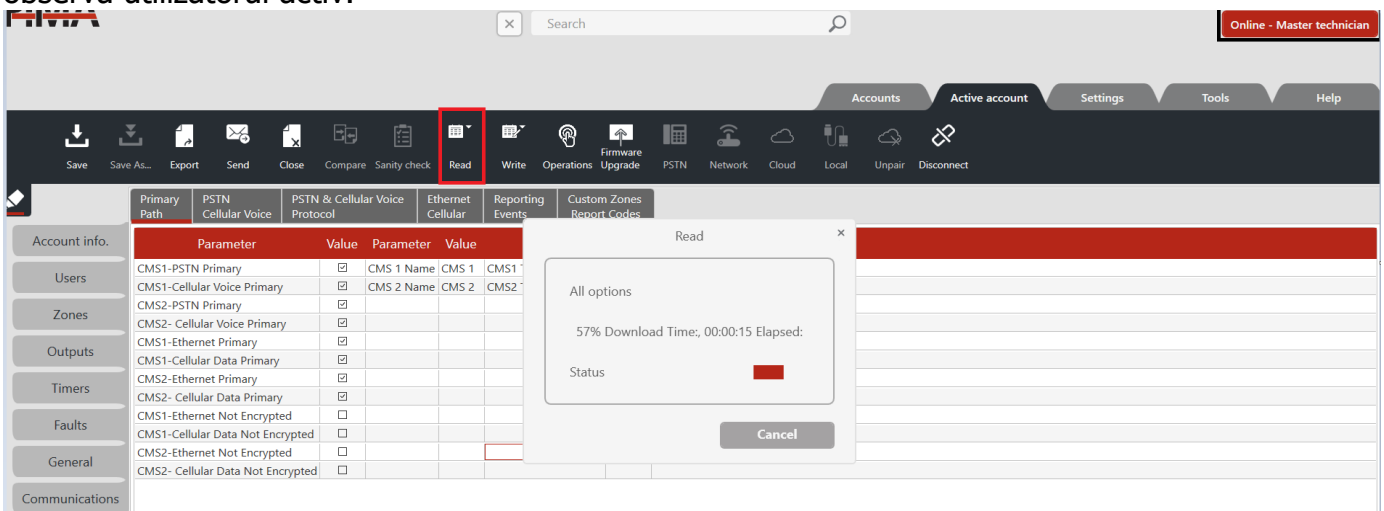 observa utilizatorul activ.
PIMA
Search
Online - Master technician
Accounts Active account Settings Tools Help
Save Save As... Export Send Close Compare Sanity check Read Write Operations Firmware Upgrade PSTN Network Cloud Local Unpair Disconnect
Primary Path PSTN Cellular Voice PSTN & Cellular Voice Protocol Ethernet Cellular Reporting Events Custom Zones Report Codes
Account info.
Users
Zones
Outputs
Timers
Faults
General
Communications
Parameter Value Parameter Value
CMS1-PSTN Primary CMS 1 Name CMS 1 CMS1
CMS1-Cellular Voice Primary CMS 2 Name CMS 2 CMS2
CMS2-PSTN Primary
CMS2- Cellular Voice Primary
CMS1-Ethernet Primary
CMS1-Cellular Data Primary
CMS2-Ethernet Primary
CMS2- Cellular Data Primary
CMS1-Ethernet Not Encrypted
CMS1-Cellular Data Not Encrypted
CMS2-Ethernet Not Encrypted
CMS2- Cellular Data Not Encrypted
Read
All options
57% Download Time:, 00:00:15 Elapsed:
Status
Cancel